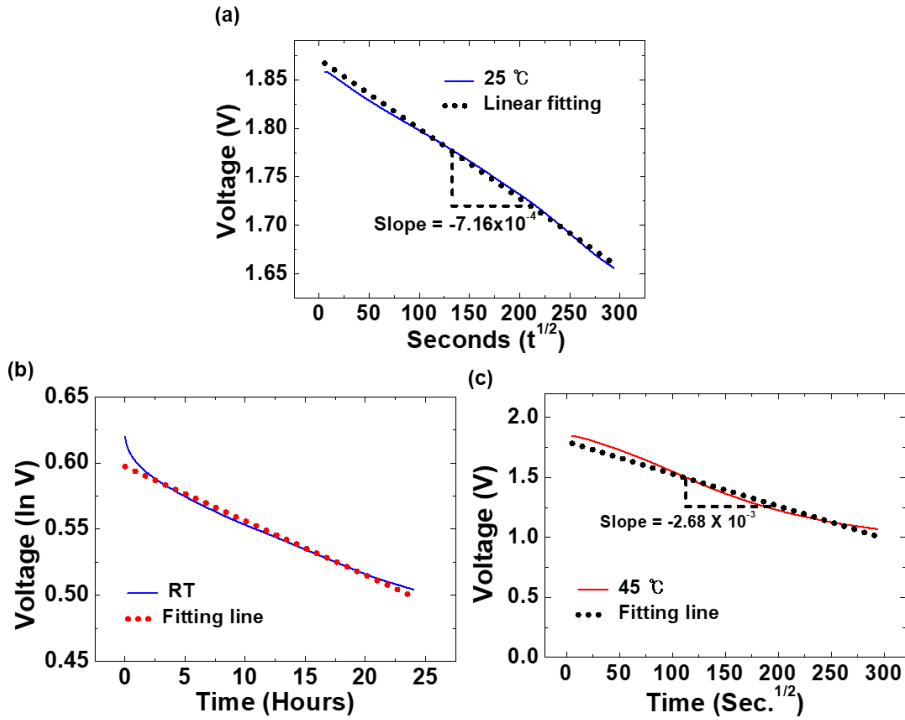 (a)
Voltage (V)
1.85
1.80
1.75
1.70
1.65
25 ℃
Linear fitting
Slope = -7.16x10⁻⁴
0 50 100 150 200 250 300
Seconds (t^1/2)
(b)
Voltage (ln V)
0.65
0.60
0.55
0.50
0.45
RT
Fitting line
0 5 10 15 20 25
Time (Hours)
(c)
Voltage (V)
2.0
1.5
1.0
0.5
0.0
Slope = -2.68 X 10⁻³
45 ℃
Fitting line
0 50 100 150 200 250 300
Time (Sec.^1/2)